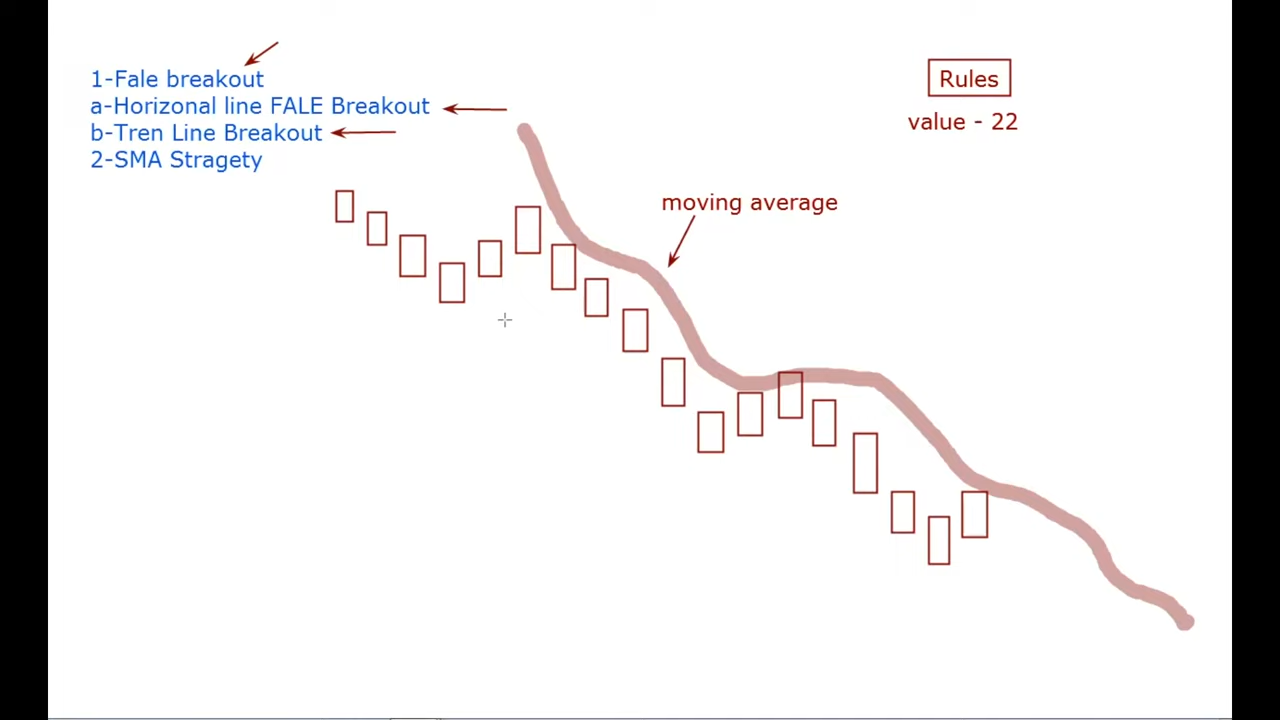 1-Fale breakout
a-Horizonal line FALE Breakout
b-Tren Line Breakout
2-SMA Stragety
Rules
value - 22
moving average